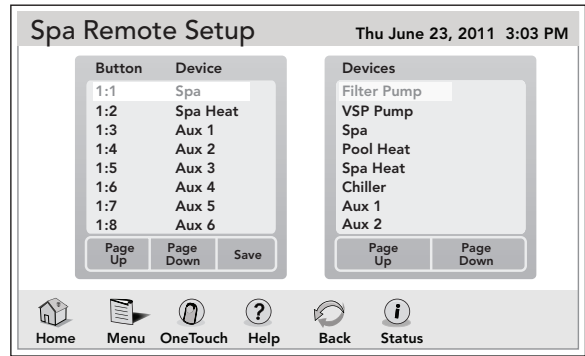 Spa Remote Setup
Thu June 23, 2011 3:03 PM
Button Device
1:1 Spa
1:2 Spa Heat
1:3 Aux 1
1:4 Aux 2
1:5 Aux 3
1:6 Aux 4
1:7 Aux 5
1:8 Aux 6
Page Up
Page Down
Save
Devices
Filter Pump
VSP Pump
Spa
Pool Heat
Spa Heat
Chiller
Aux 1
Aux 2
Page Up
Page Down
?
i
Home Menu OneTouch Help Back Status